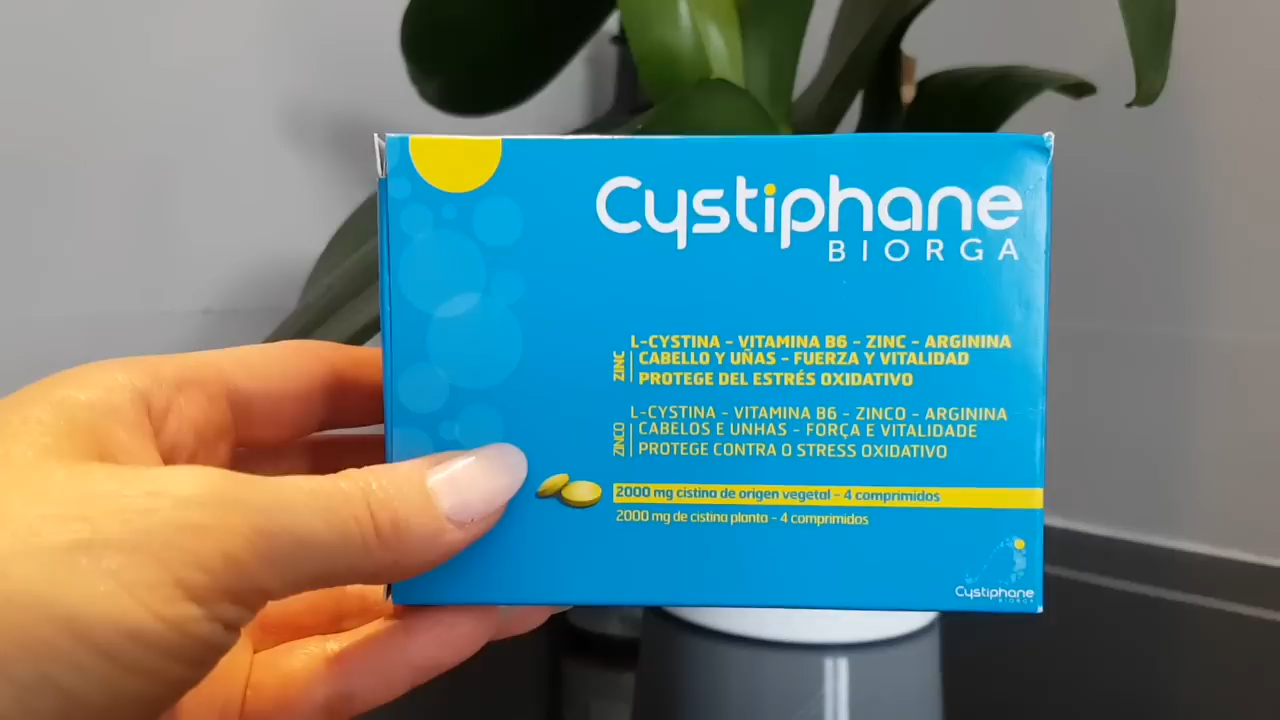 Cystiphane
BIORGA
ZINC
L-CYSTINA - VITAMINA B6 - ZINC - ARGININA
CABELLO Y UÑAS - FUERZA Y VITALIDAD
PROTEGE DEL ESTRÉS OXIDATIVO
ZINCO
L-CYSTINA - VITAMINA B6 - ZINCO - ARGININA
CABELOS E UNHAS - FORÇA E VITALIDADE
PROTEGE CONTRA O STRESS OXIDATIVO
2000 mg cistina de origen vegetal - 4 comprimidos
2000 mg de cistina planta - 4 comprimidos
Cystiphane
BIORGA